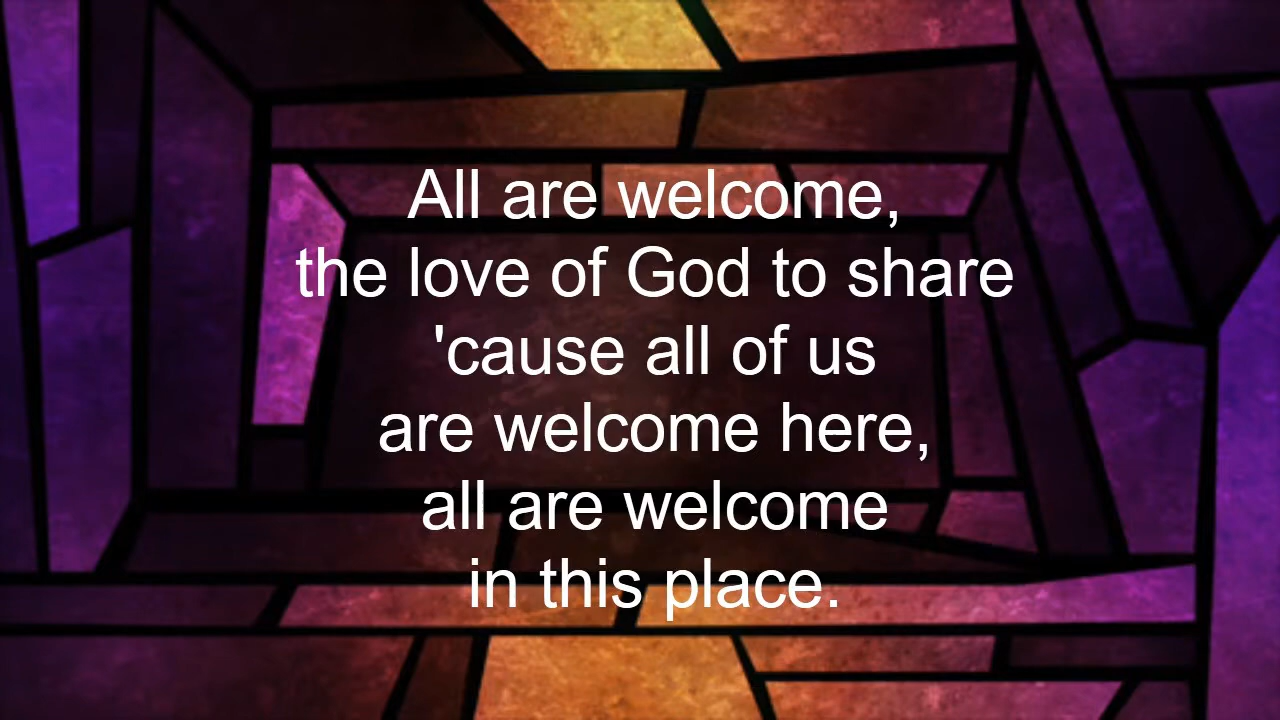 All are welcome,
the love of God to share
'cause all of us
are welcome here,
all are welcome
in this place.